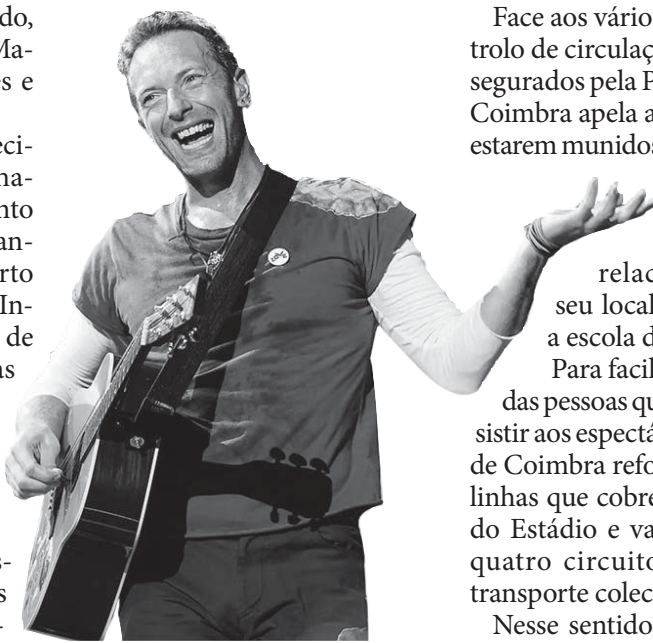 do,
Ma-
es e
eci-
na-
nto
an-
rto
In-
de
as
s-
s
-
Face aos vário
trolo de circulaç
segurados pela P
Coimbra apela a
estarem munidos
relac
seu local
a escola d
Para facil
das pessoas qu
sistir aos espectá
de Coimbra refo
linhas que cobre
do Estádio e va
quatro circuito
transporte colec
Nesse sentido